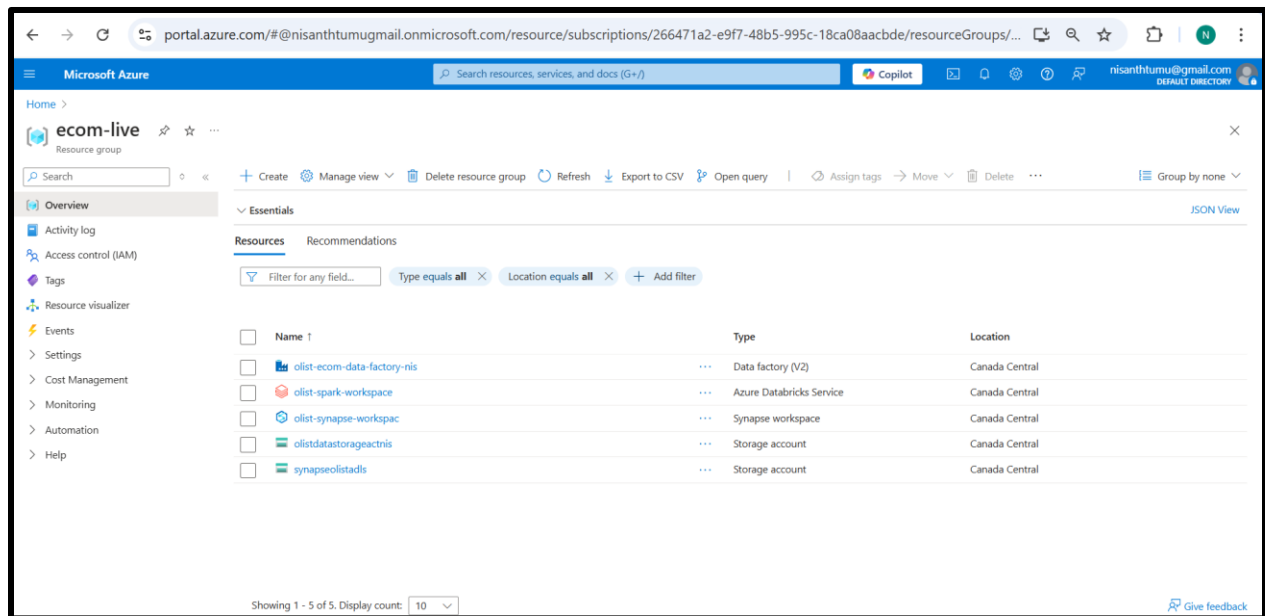 portal.azure.com/#@nisanthtumugmail.onmicrosoft.com/resource/subscriptions/266471a2-e9f7-48b5-995c-18ca08aacbde/resourceGroups/...
N
Microsoft Azure
Search resources, services, and docs (G+/)
Copilot
nisanthtumu@gmail.com
DEFAULT DIRECTORY
Home >
ecom-live
Resource group
Search
Create
Manage view
Delete resource group
Refresh
Export to CSV
Open query
Assign tags
Move
Delete
Group by none
Overview
Activity log
Access control (IAM)
Tags
Resource visualizer
Events
Settings
Cost Management
Monitoring
Automation
Help
Essentials
JSON View
Resources Recommendations
Filter for any field...
Type equals all
Location equals all
Add filter
Name ↑ Type Location
olist-ecom-data-factory-nis ... Data factory (V2) Canada Central
olist-spark-workspace ... Azure Databricks Service Canada Central
olist-synapse-workspac ... Synapse workspace Canada Central
olistdatastorageactnis ... Storage account Canada Central
synapseolistadls ... Storage account Canada Central
Showing 1 - 5 of 5. Display count: 10
Give feedback